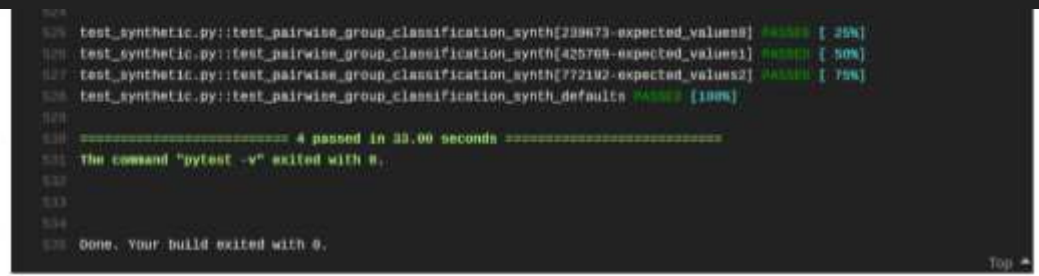 524
525 test_synthetic.py::test_pairwise_group_classification_synth[239673-expected_values0] PASSED [ 25%]
526 test_synthetic.py::test_pairwise_group_classification_synth[425709-expected_values1] PASSED [ 50%]
527 test_synthetic.py::test_pairwise_group_classification_synth[772192-expected_values2] PASSED [ 75%]
528 test_synthetic.py::test_pairwise_group_classification_synth_defaults PASSED [100%]
529
530 =========================== 4 passed in 33.00 seconds ===========================
531 The command "pytest -v" exited with 0.
532
533
534
535 Done. Your build exited with 0.
Top